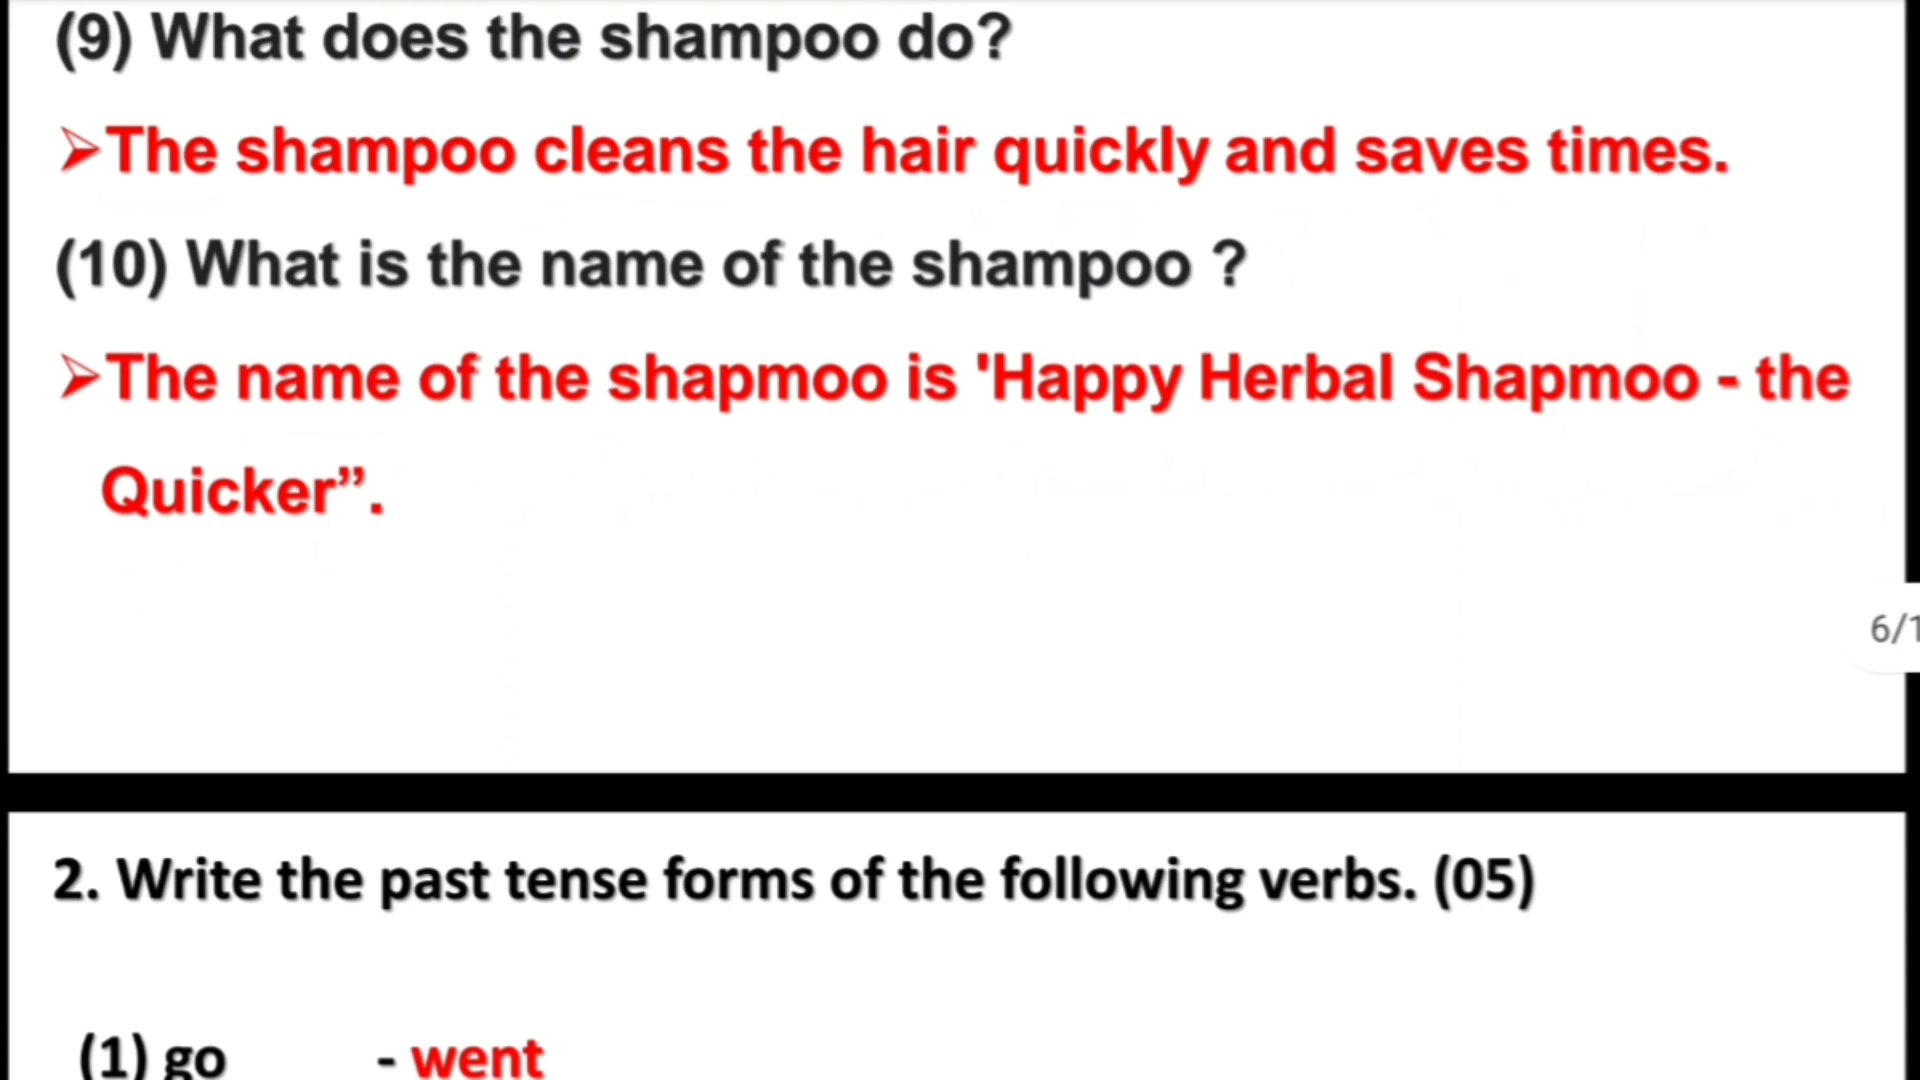 (9) What does the shampoo do?
➢The shampoo cleans the hair quickly and saves times.
(10) What is the name of the shampoo ?
➢The name of the shapmoo is 'Happy Herbal Shapmoo - the
Quicker”.
6/1
2. Write the past tense forms of the following verbs. (05)
(1) go - went